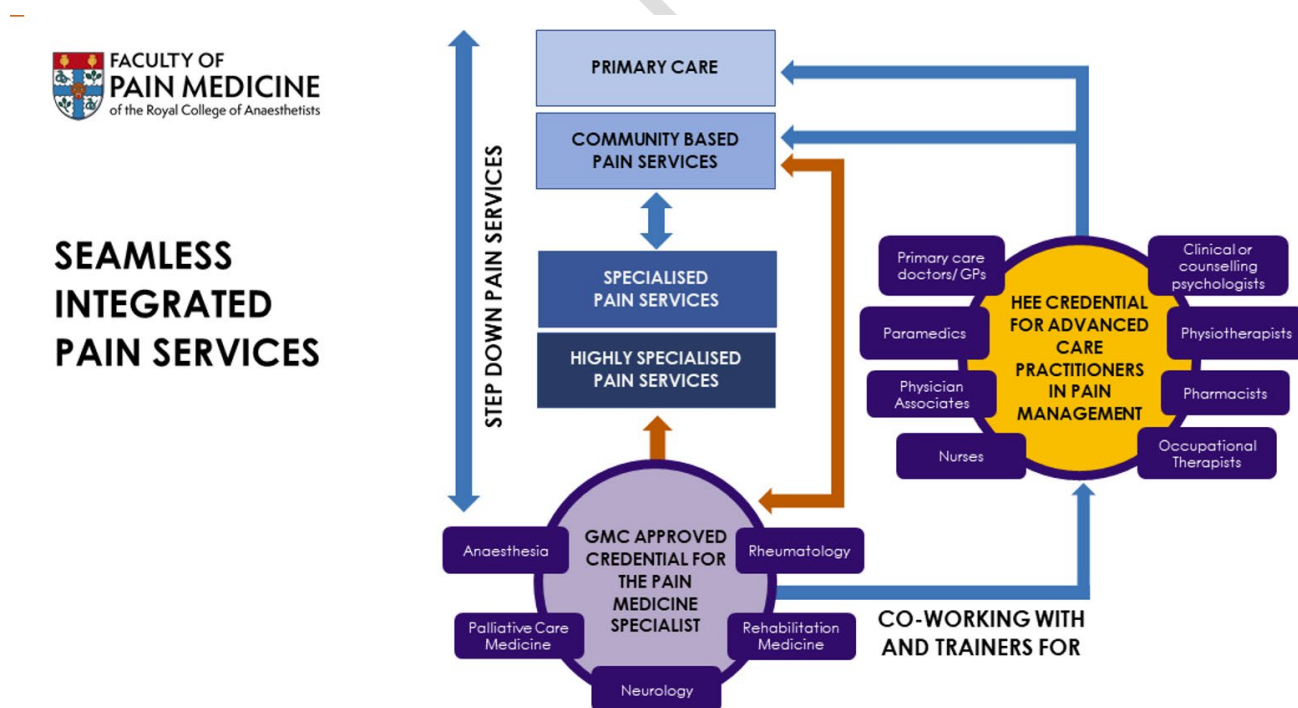 FACULTY OF
PAIN MEDICINE
of the Royal College of Anaesthetists
SEAMLESS
INTEGRATED
PAIN SERVICES
STEP DOWN PAIN SERVICES
PRIMARY CARE
COMMUNITY BASED
PAIN SERVICES
SPECIALISED
PAIN SERVICES
HIGHLY SPECIALISED
PAIN SERVICES
GMC APPROVED
CREDENTIAL FOR
THE PAIN
MEDICINE
SPECIALIST
Anaesthesia
Palliative Care
Medicine
Neurology
Rehabilitation
Medicine
Rheumatology
CO-WORKING WITH
AND TRAINERS FOR
HEE CREDENTIAL
FOR ADVANCED
CARE
PRACTITIONERS
IN PAIN
MANAGEMENT
Primary care
doctors/ GPs
Paramedics
Physician
Associates
Nurses
Clinical or
counselling
psychologists
Physiotherapists
Pharmacists
Occupational
Therapists